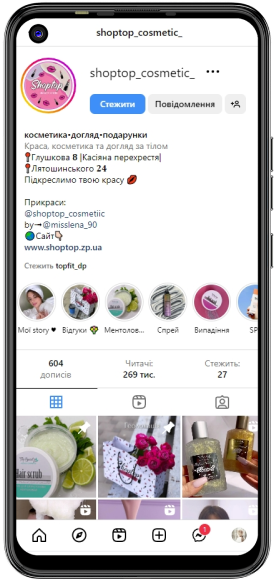 shoptop_cosmetic_
shoptop_cosmetic_ ...
Shoptop
Стежити Повідомлення
косметика•догляд•подарунки
Краса, косметика та догляд за тілом
📍Глушкова 8 |Касіяна перехрестя|
📍Лятошинського 24
Підкреслимо твою красу 💋
Прикраси:
@shoptop_cosmetiic
by➞@misslena_90
🌍Сайт👇🏻
www.shoptop.zp.ua
Стежить topfit_dp
Мої story ♥ Відгуки 💐 Ментолов... Спрей Випадіння SP
604 Читачі: Стежить:
дописів 269 тис. 27
Hair scrub
1